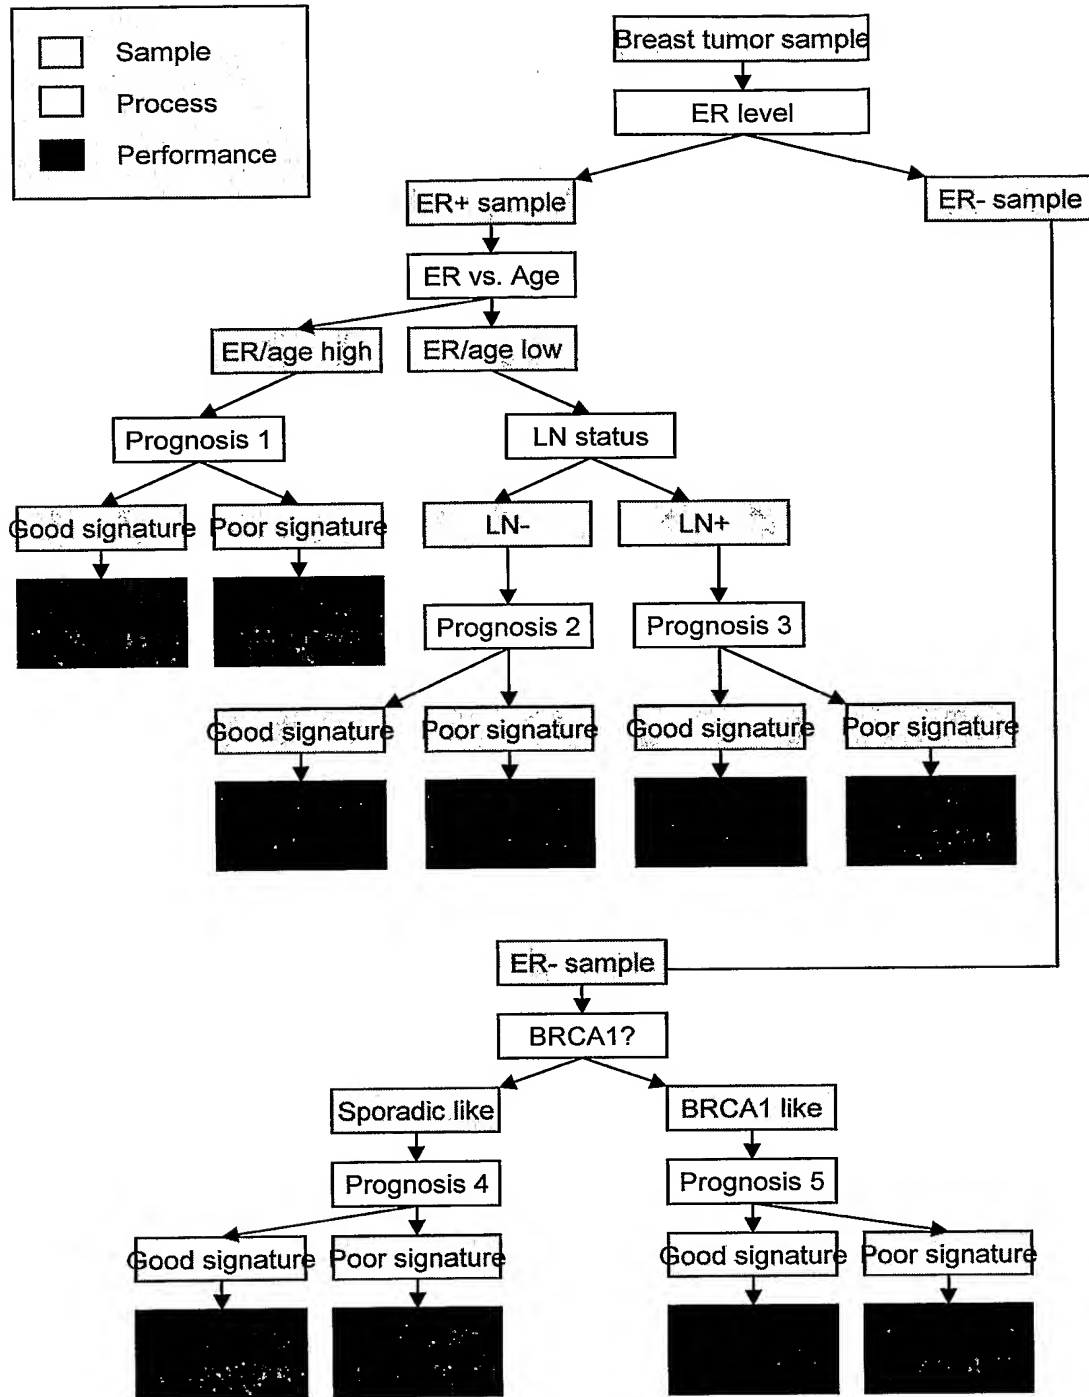 Sample
Process
Performance
Breast tumor sample
ER level
ER+ sample
ER- sample
ER vs. Age
ER/age high
ER/age low
Prognosis 1
LN status
Good signature
Poor signature
LN-
LN+
Prognosis 2
Prognosis 3
Good signature
Poor signature
Good signature
Poor signature
ER- sample
BRCA1?
Sporadic like
BRCA1 like
Prognosis 4
Prognosis 5
Good signature
Poor signature
Good signature
Poor signature